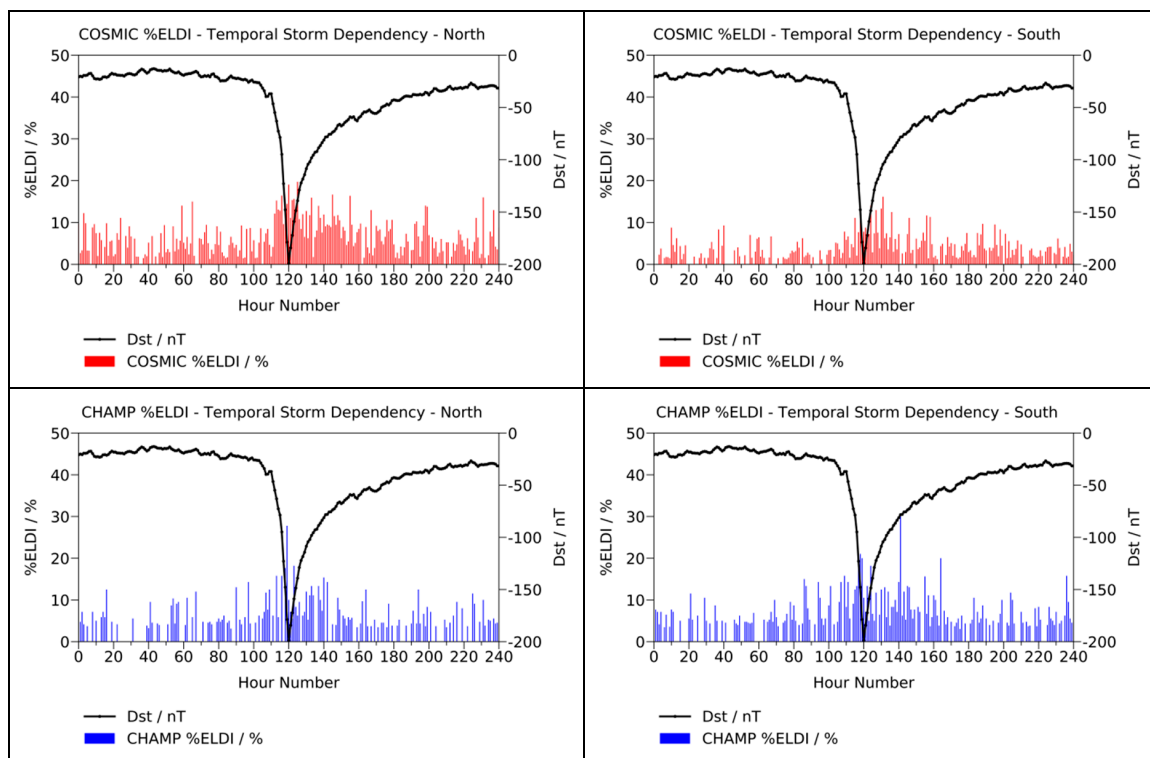 COSMIC %ELDI - Temporal Storm Dependency - North
50
40
30
20
10
0
%ELDI / %
0
-50
-100
-150
-200
Dst / nT
0 20 40 60 80 100 120 140 160 180 200 220 240
Hour Number
Dst / nT
COSMIC %ELDI / %
COSMIC %ELDI - Temporal Storm Dependency - South
50
40
30
20
10
0
%ELDI / %
0
-50
-100
-150
-200
Dst / nT
0 20 40 60 80 100 120 140 160 180 200 220 240
Hour Number
Dst / nT
COSMIC %ELDI / %
CHAMP %ELDI - Temporal Storm Dependency - North
50
40
30
20
10
0
%ELDI / %
0
-50
-100
-150
-200
Dst / nT
0 20 40 60 80 100 120 140 160 180 200 220 240
Hour Number
Dst / nT
CHAMP %ELDI / %
CHAMP %ELDI - Temporal Storm Dependency - South
50
40
30
20
10
0
%ELDI / %
0
-50
-100
-150
-200
Dst / nT
0 20 40 60 80 100 120 140 160 180 200 220 240
Hour Number
Dst / nT
CHAMP %ELDI / %